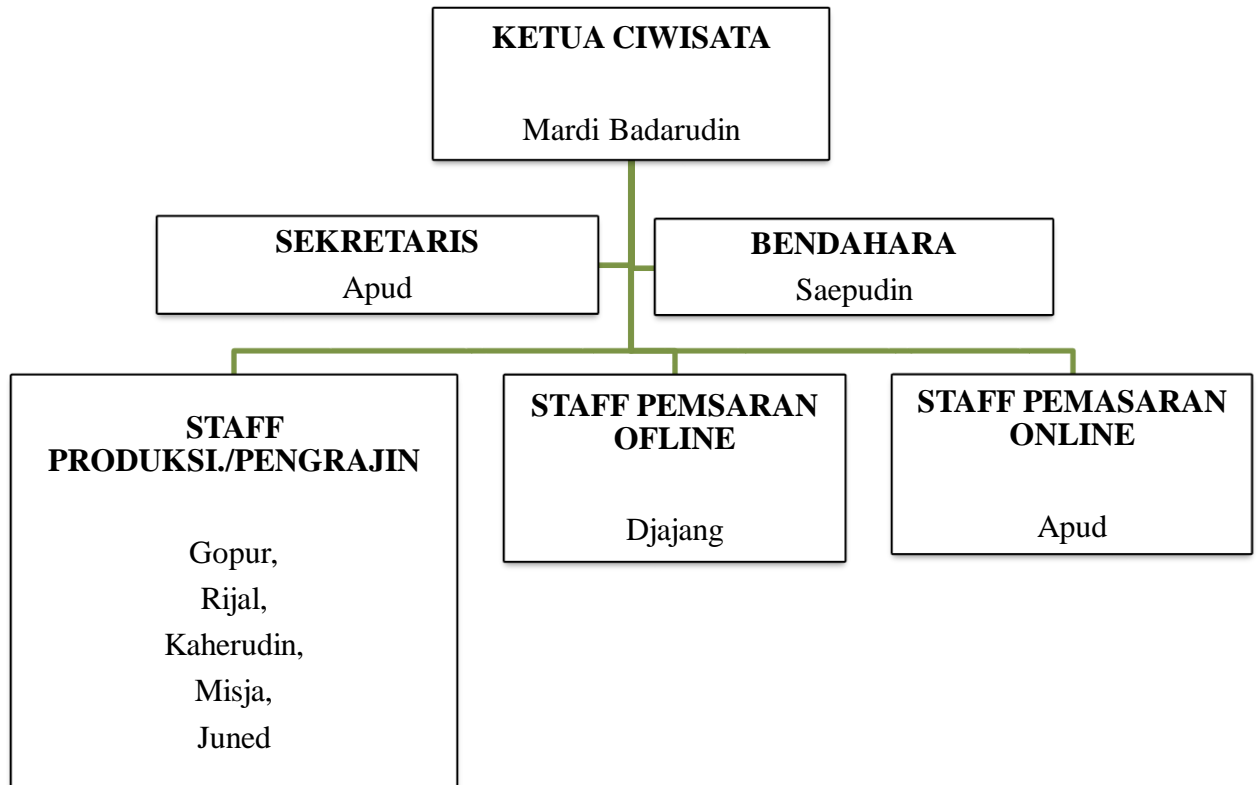 KETUA CIWISATA
Mardi Badarudin
SEKRETARIS
Apud
BENDAHARA
Saepudin
STAFF
PRODUKSI./PENGRAJIN
Gopur,
Rijal,
Kaherudin,
Misja,
Juned
STAFF PEMSARAN
OFLINE
Djajang
STAFF PEMASARAN
ONLINE
Apud